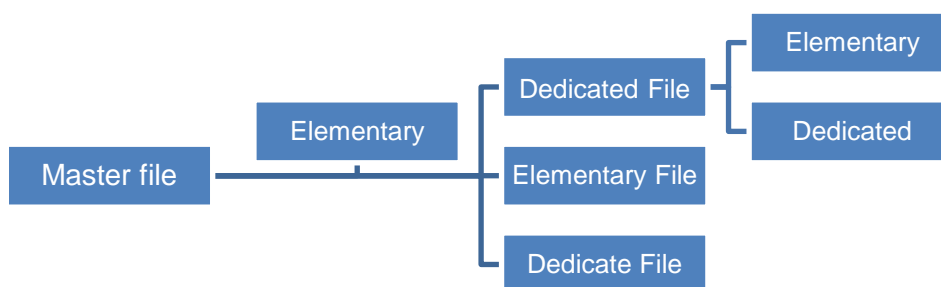 Master file
Elementary
Dedicated File
Elementary File
Dedicate File
Elementary
Dedicated